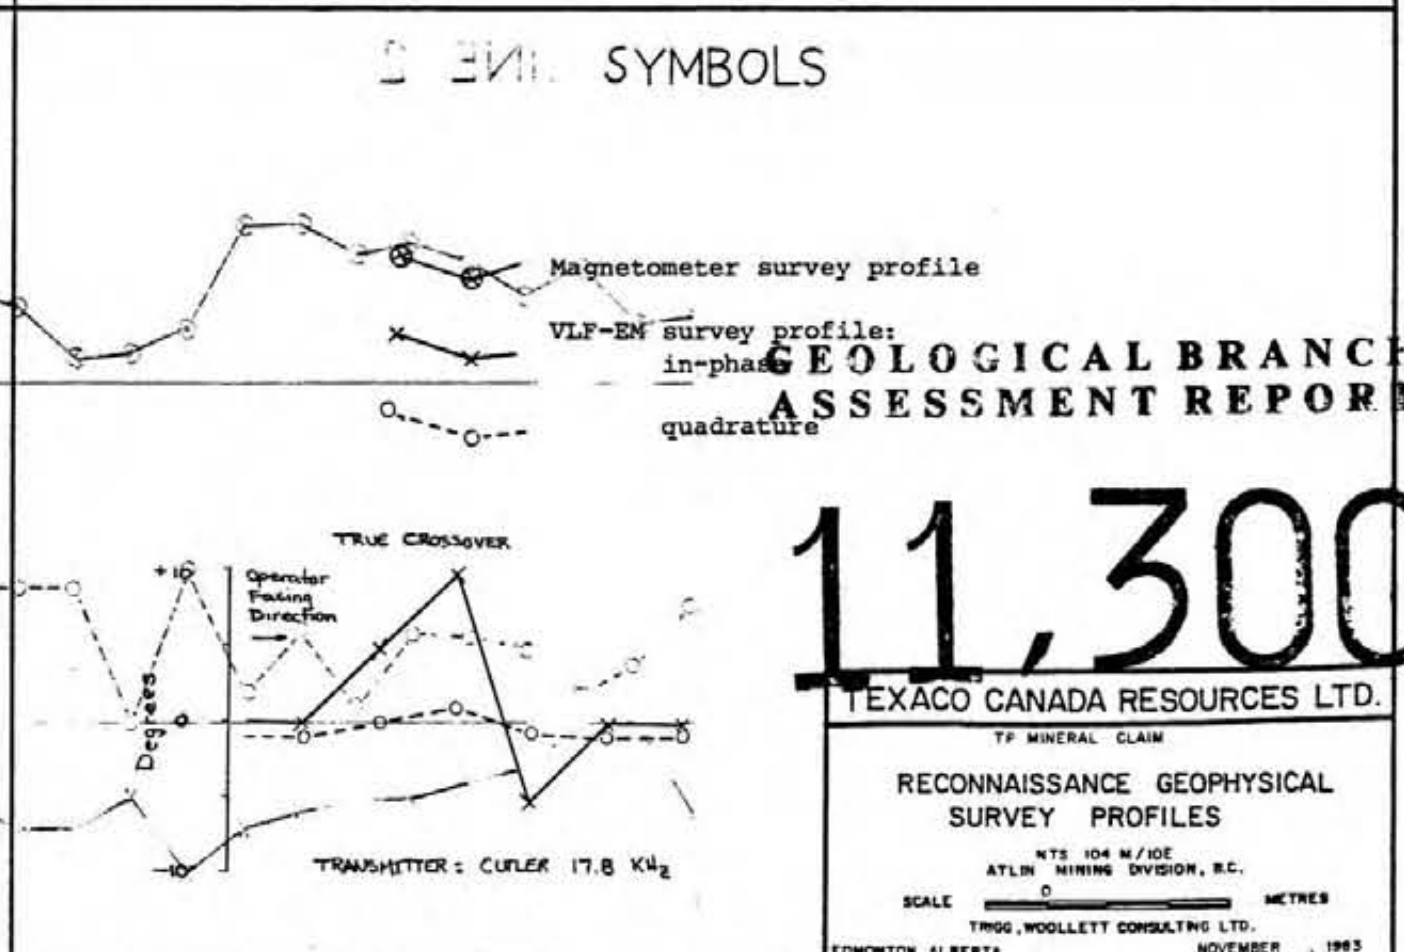 SYMBOLS
Magnetometer survey profile
VLF-EM survey profile:
in-phase
quadrature
GEOLOGICAL BRANCH
ASSESSMENT REPORT
11,300
TRUE CROSSOVER
+10
Operator
Facing
Direction
Degrees
0
-10
TRANSMITTER: CUTLER 17.8 KHz
TEXACO CANADA RESOURCES LTD.
TP MINERAL CLAIM
RECONNAISSANCE GEOPHYSICAL
SURVEY PROFILES
NTS 104 M/10E
ATLIN MINING DIVISION, B.C.
0
SCALE METRES
TRIGG, WOOLLETT CONSULTING LTD.
EDMONTON ALBERTA NOVEMBER, 1983